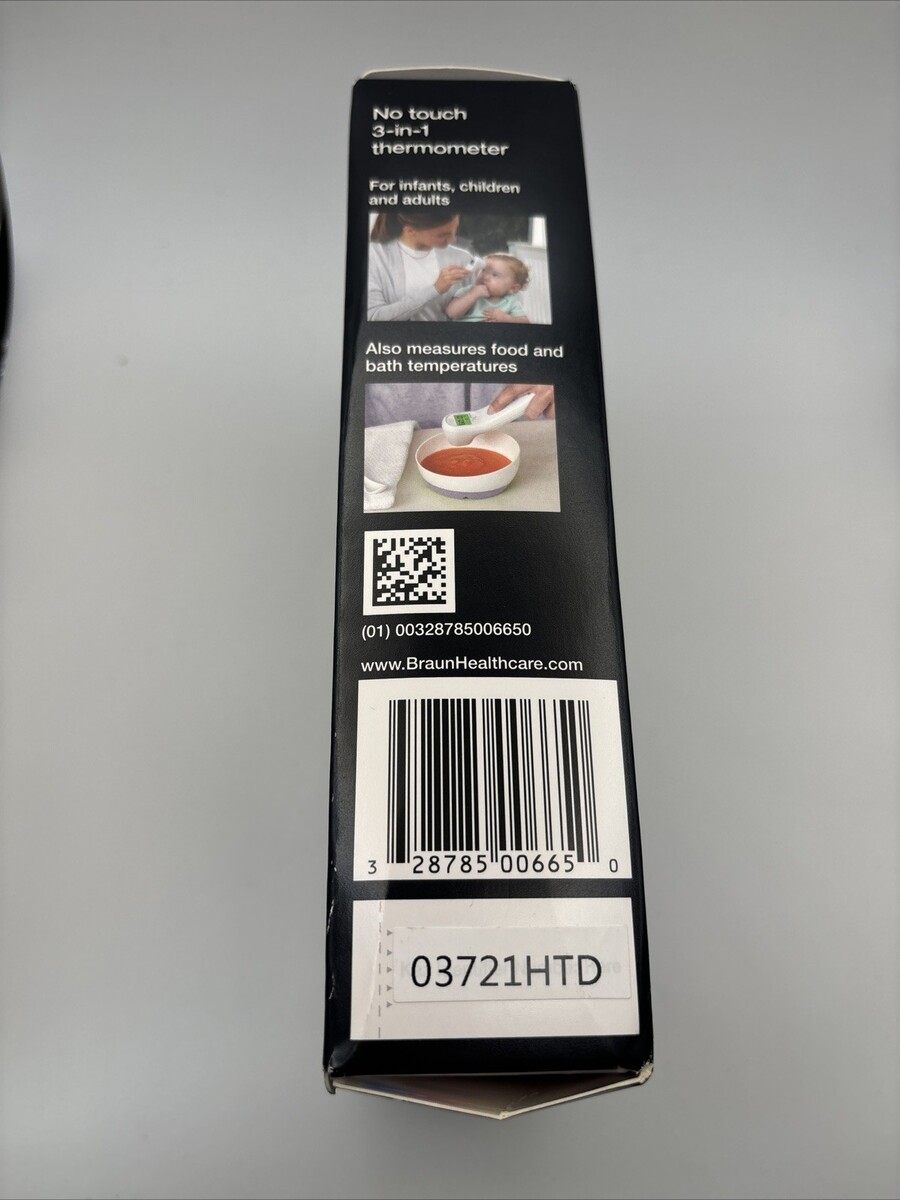 No touch
3-in-1
thermometer
For infants, children
and adults
Also measures food and
bath temperatures
(01) 00328785006650
www.BraunHealthcare.com
3 28785 00665 0
03721HTD